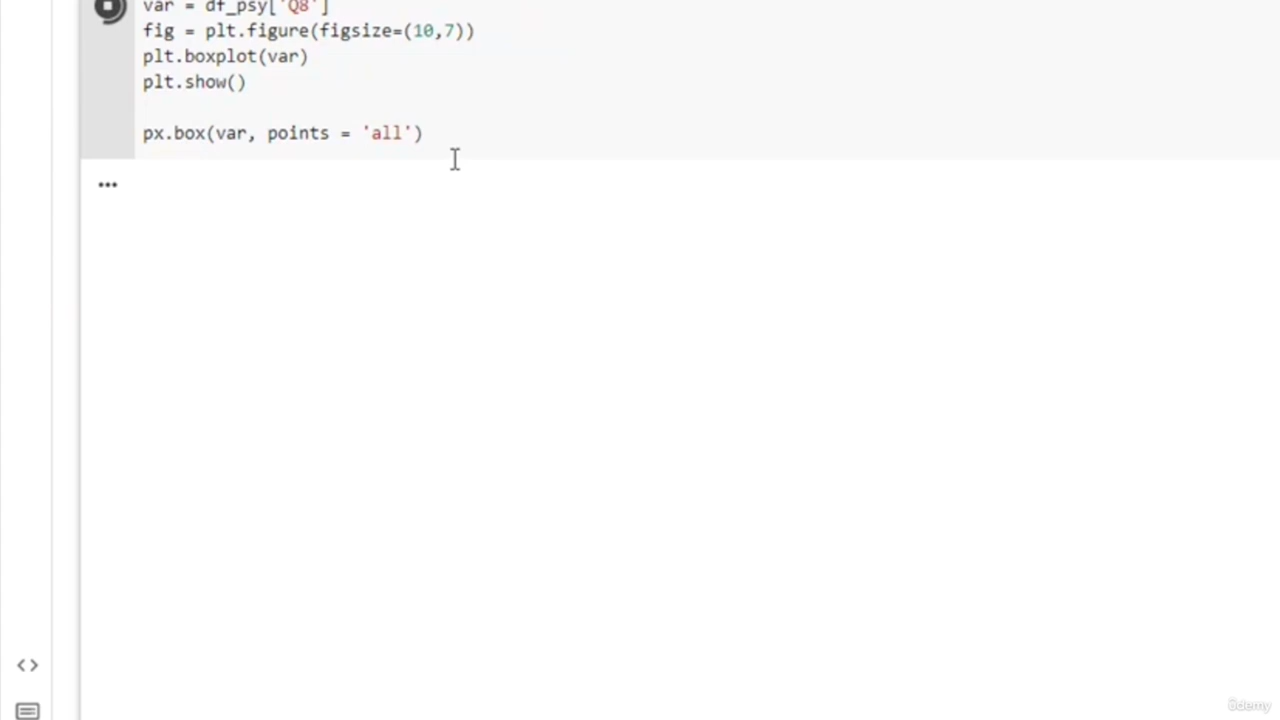 var = df_psy['Q8']
fig = plt.figure(figsize=(10,7))
plt.boxplot(var)
plt.show()
px.box(var, points = 'all')
ûdemy